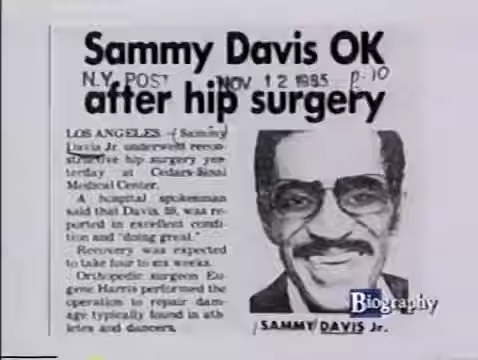 Sammy Davis OK
N.Y. POST NOV 12 1985 p. 10
after hip surgery
LOS ANGELES — Sammy
Davis Jr. underwent recon-
structive hip surgery yes-
terday at Cedars-Sinai
Medical Center.
A hospital spokesman
said that Davis, 59, was re-
ported in excellent condi-
tion and "doing great."
Recovery was expected
to take four to six weeks.
Orthopedic surgeon Eu-
gene Harris performed the
operation to repair dam-
age typically found in ath-
letes and dancers.
Biography
SAMMY DAVIS Jr.